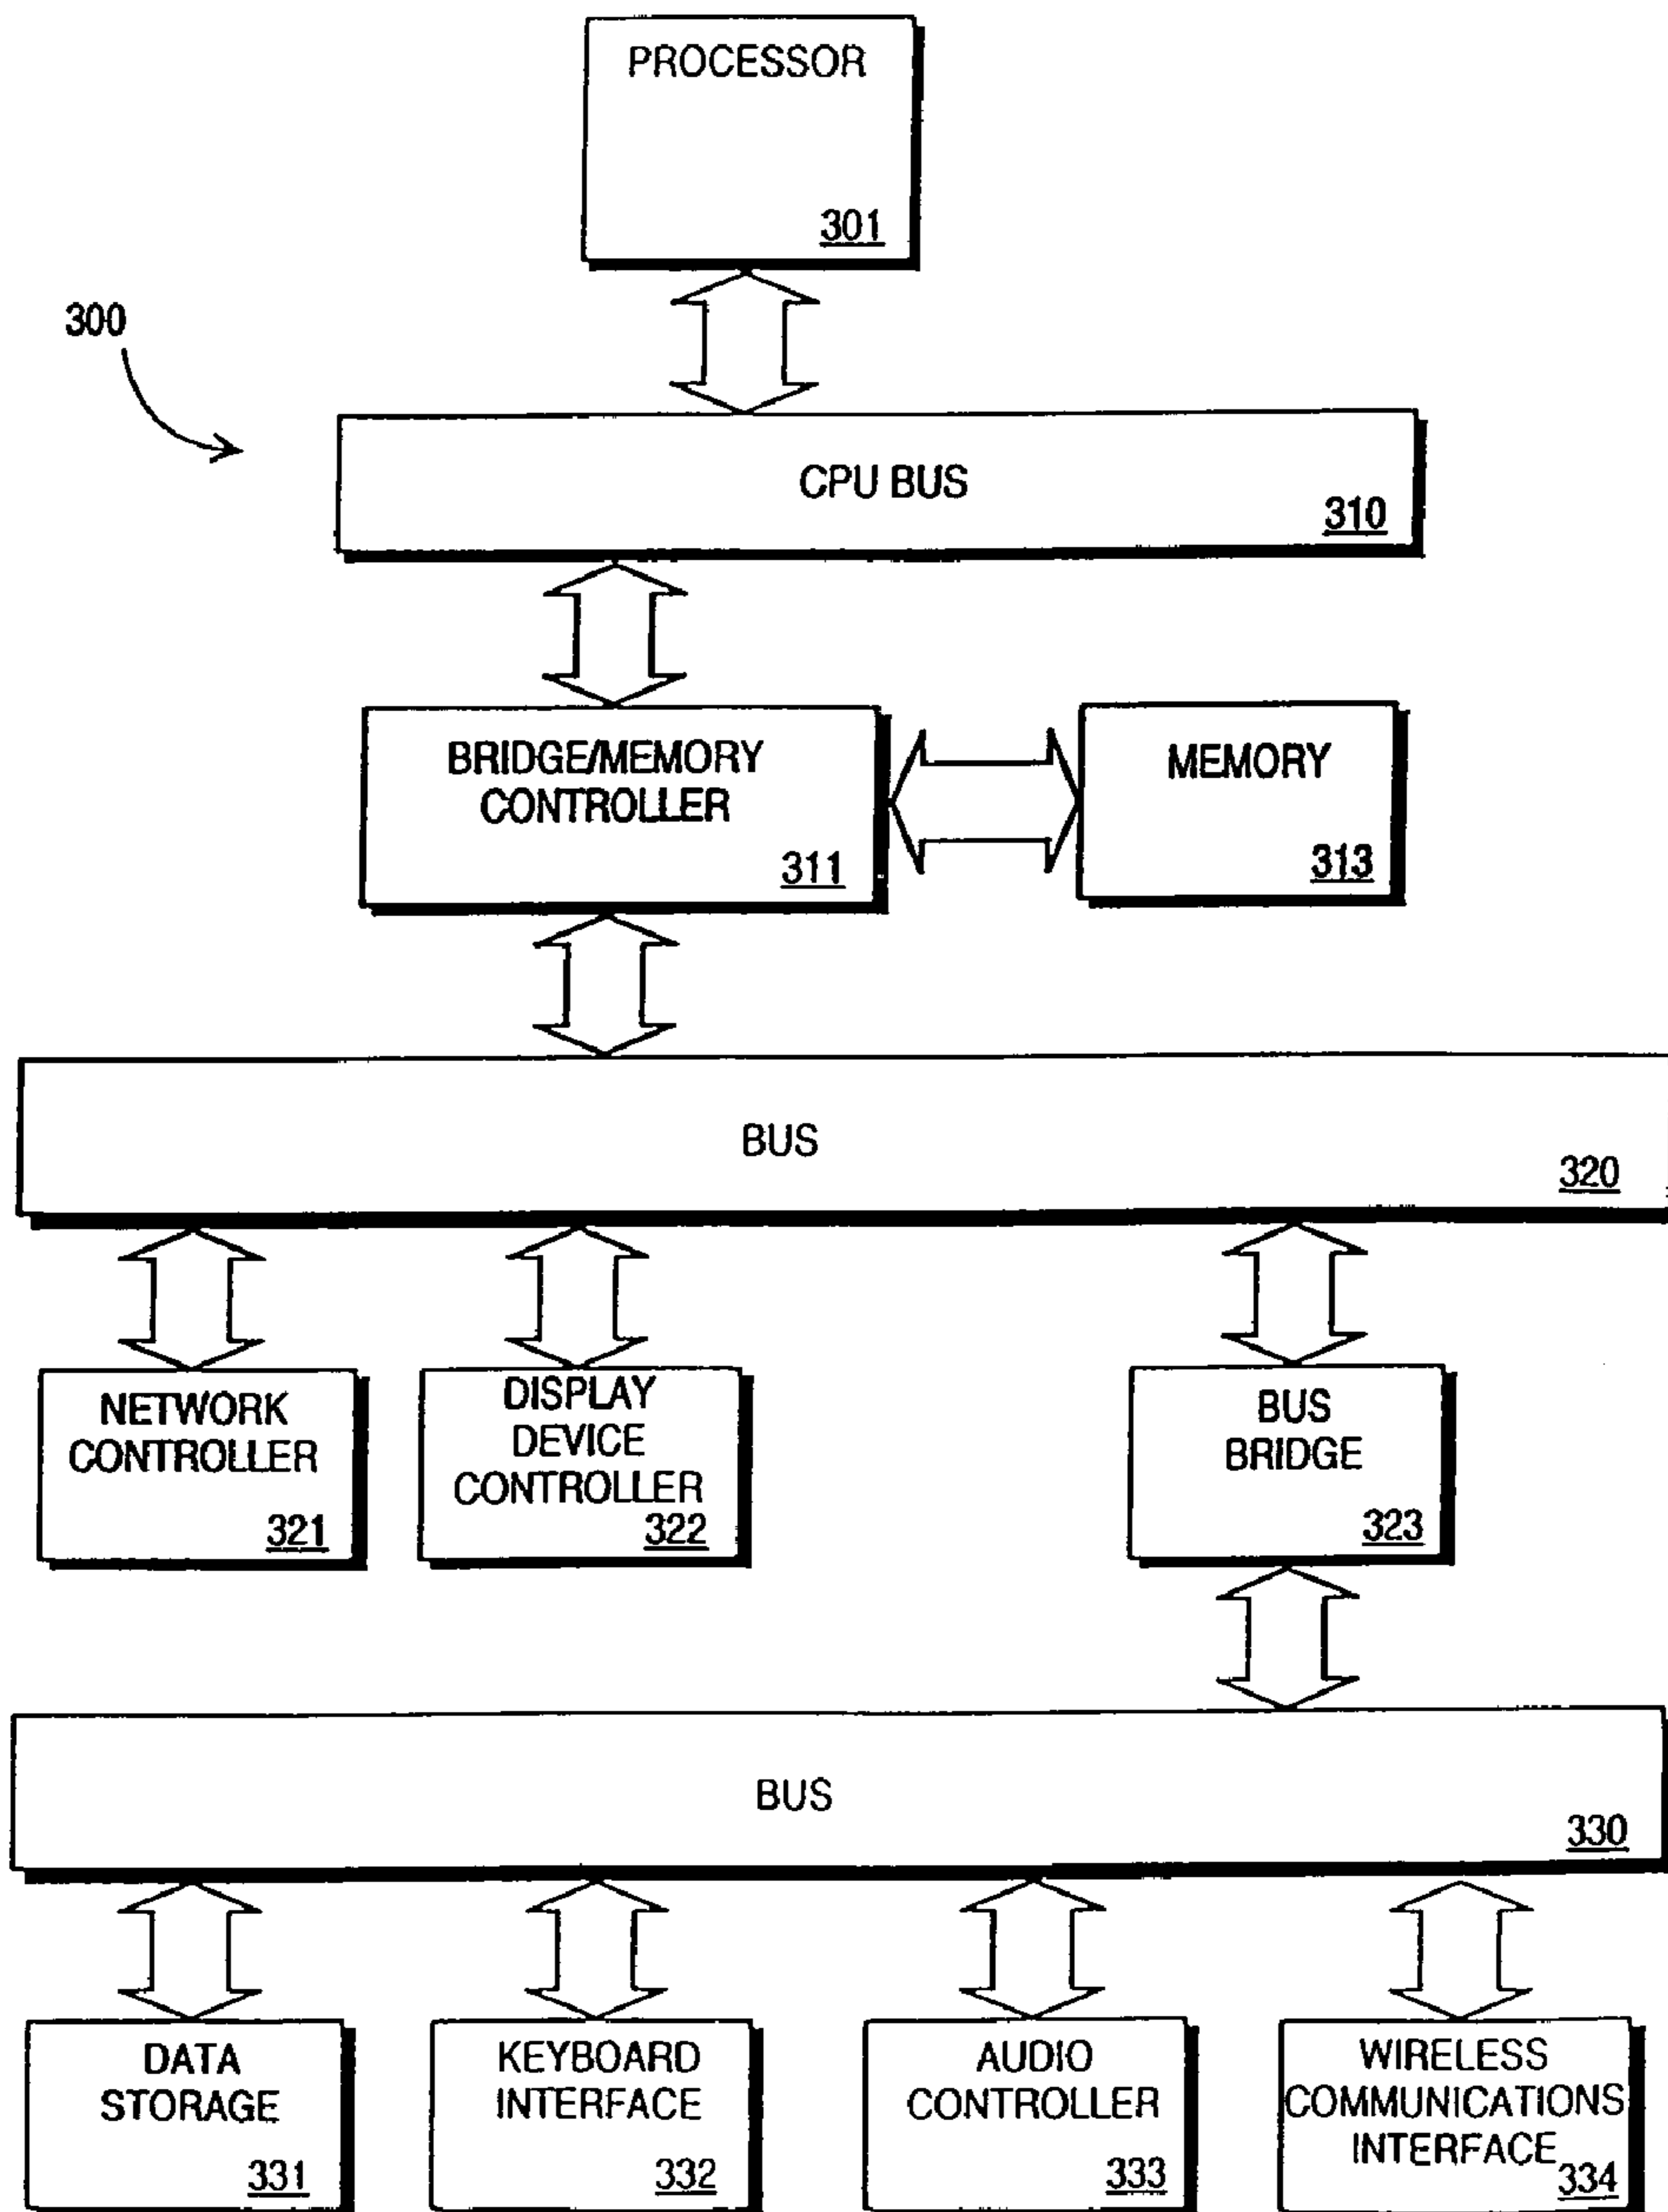 PROCESSOR
301
300
CPU BUS
310
BRIDGE/MEMORY
CONTROLLER
311
MEMORY
313
BUS
320
NETWORK
CONTROLLER
321
DISPLAY
DEVICE
CONTROLLER
322
BUS
BRIDGE
323
BUS
330
DATA
STORAGE
331
KEYBOARD
INTERFACE
332
AUDIO
CONTROLLER
333
WIRELESS
COMMUNICATIONS
INTERFACE
334